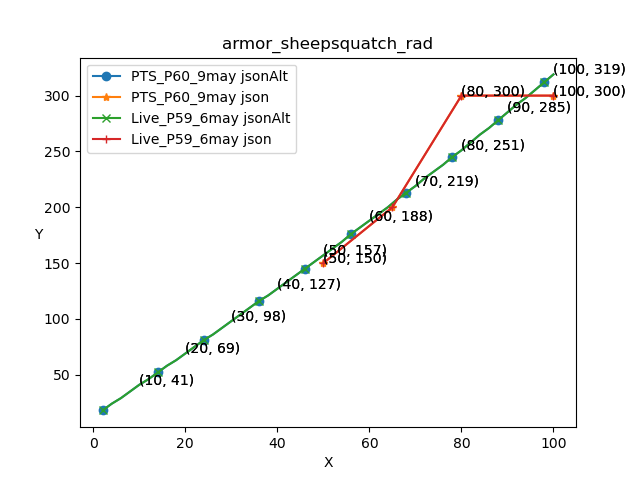 armor_sheepsquatch_rad
PTS_P60_9may jsonAlt
PTS_P60_9may json
Live_P59_6may jsonAlt
Live_P59_6may json
(100, 319)
(80, 300)
(100, 300)
(90, 285)
(80, 251)
(70, 219)
(60, 188)
(50, 157)
(50, 150)
(40, 127)
(30, 98)
(20, 69)
(10, 41)
300
250
200
150
100
50
Y
0 20 40 60 80 100
X